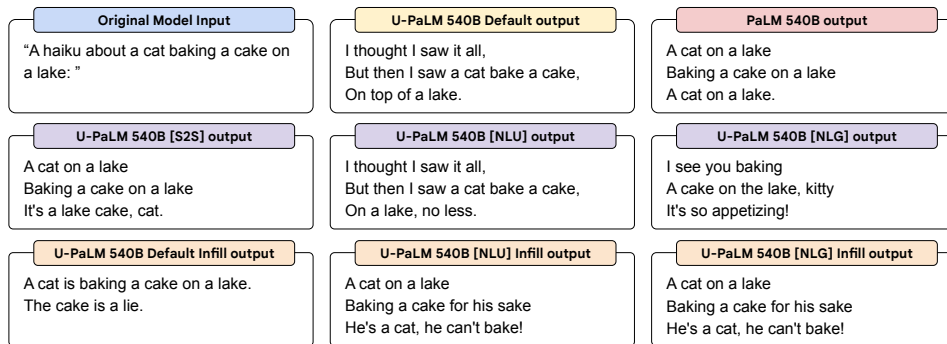 Original Model Input
“A haiku about a cat baking a cake on
a lake: ”
U-PaLM 540B Default output
I thought I saw it all,
But then I saw a cat bake a cake,
On top of a lake.
PaLM 540B output
A cat on a lake
Baking a cake on a lake
A cat on a lake.
U-PaLM 540B [S2S] output
A cat on a lake
Baking a cake on a lake
It's a lake cake, cat.
U-PaLM 540B [NLU] output
I thought I saw it all,
But then I saw a cat bake a cake,
On a lake, no less.
U-PaLM 540B [NLG] output
I see you baking
A cake on the lake, kitty
It's so appetizing!
U-PaLM 540B Default Infill output
A cat is baking a cake on a lake.
The cake is a lie.
U-PaLM 540B [NLU] Infill output
A cat on a lake
Baking a cake for his sake
He's a cat, he can't bake!
U-PaLM 540B [NLG] Infill output
A cat on a lake
Baking a cake for his sake
He's a cat, he can't bake!